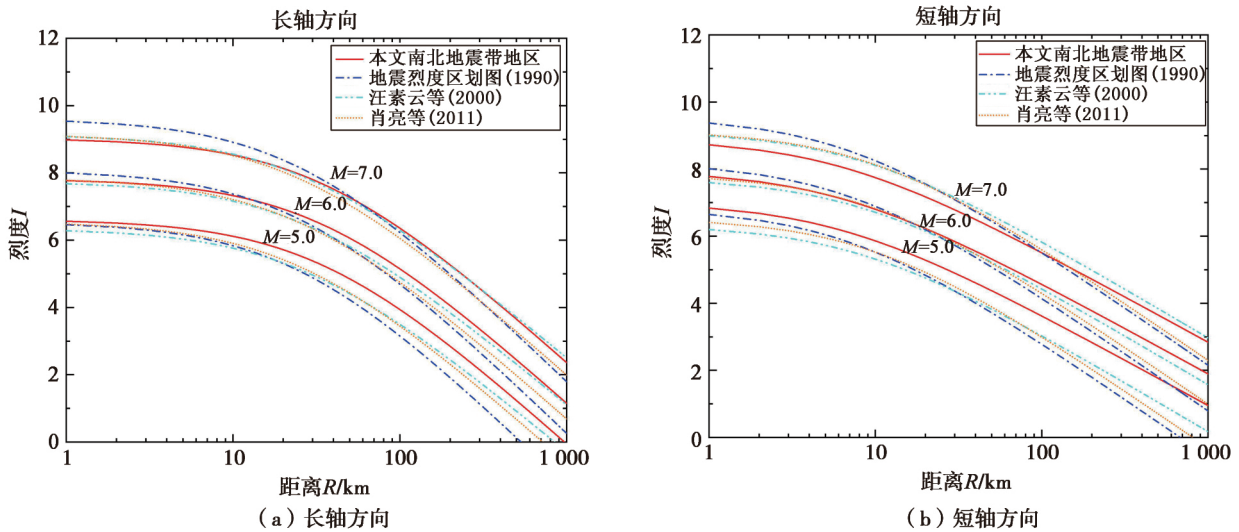 长轴方向
12
10
8
6
4
2
0
烈度I
本文南北地震带地区
地震烈度区划图(1990)
汪素云等(2000)
肖亮等(2011)
M=7.0
M=6.0
M=5.0
1 10 100 1 000
距离R/km
(a)长轴方向
短轴方向
12
10
8
6
4
2
0
烈度I
本文南北地震带地区
地震烈度区划图(1990)
汪素云等(2000)
肖亮等(2011)
M=7.0
M=6.0
M=5.0
1 10 100 1 000
距离R/km
(b)短轴方向